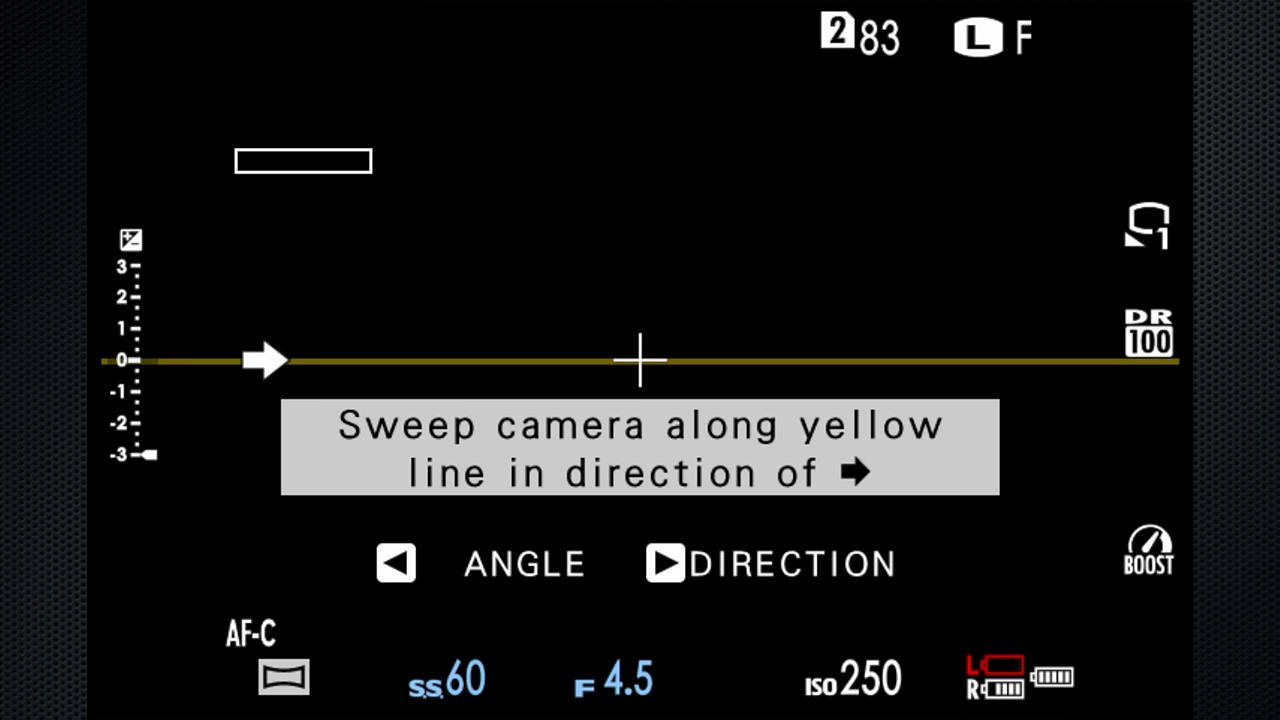 2 83 L F
3
2
1
0
-1
-2
-3
1
DR
100
Sweep camera along yellow
line in direction of ➡
◀ ANGLE ▶ DIRECTION
BOOST
AF-C
S.S. 60 F 4.5 ISO 250
L
R